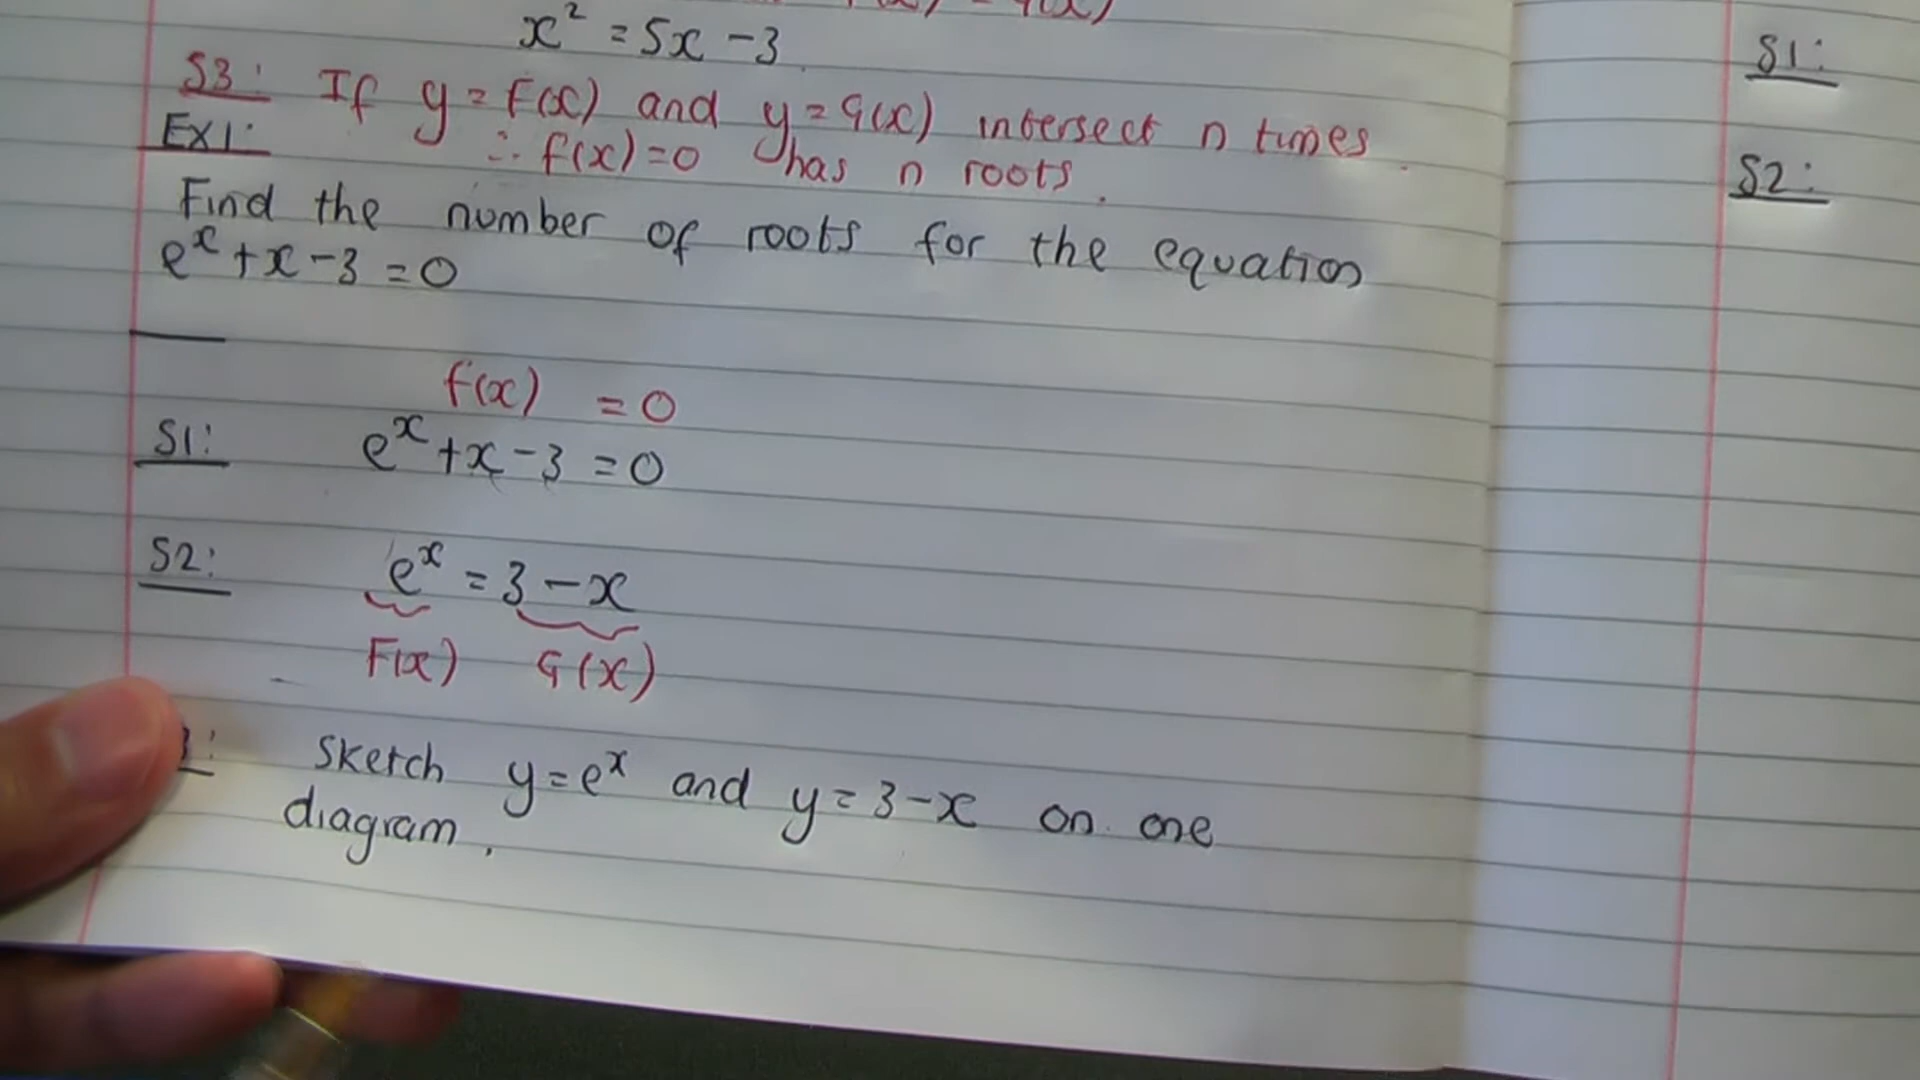 x² = 5x - 3
S3: If y = F(x) and y = G(x) intersect n times.
EX1: ∴ f(x) = 0 has n roots.
Find the number of roots for the equation
eˣ + x - 3 = 0
f(x) = 0
S1: eˣ + x - 3 = 0
S2: eˣ = 3 - x
F(x) G(x)
3: Sketch y = eˣ and y = 3 - x on one
diagram.
S1:
S2: